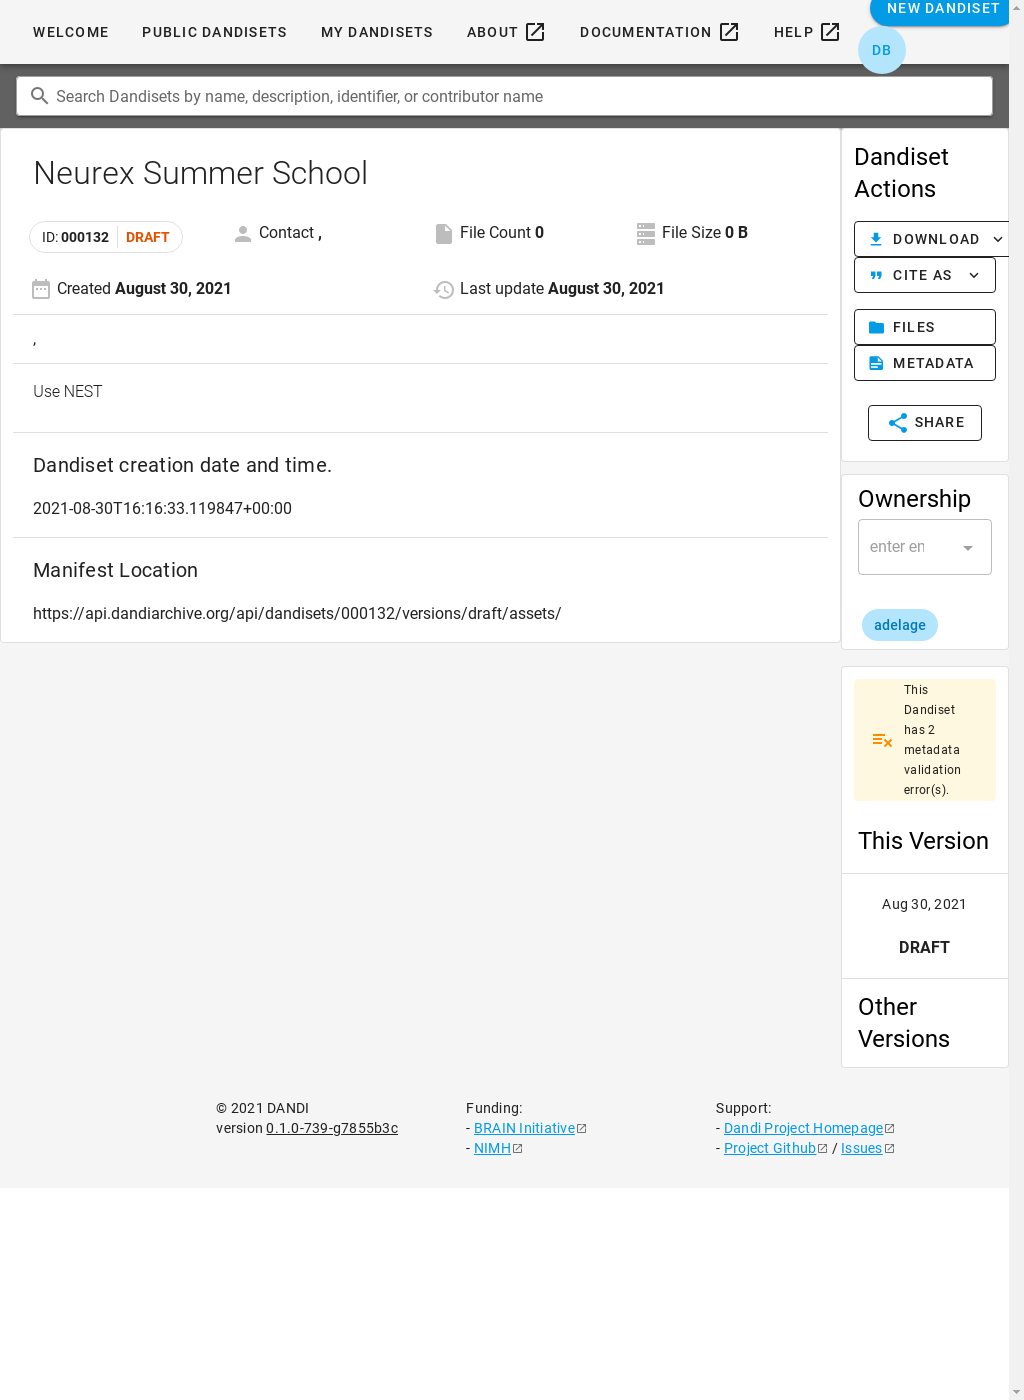 WELCOME PUBLIC DANDISETS MY DANDISETS ABOUT DOCUMENTATION HELP NEW DANDISET
DB
Search Dandisets by name, description, identifier, or contributor name
Neurex Summer School
ID: 000132 DRAFT Contact , File Count 0 File Size 0 B
Created August 30, 2021 Last update August 30, 2021
,
Use NEST
Dandiset creation date and time.
2021-08-30T16:16:33.119847+00:00
Manifest Location
https://api.dandiarchive.org/api/dandisets/000132/versions/draft/assets/
Dandiset
Actions
DOWNLOAD
CITE AS
FILES
METADATA
SHARE
Ownership
enter en
adelage
This
Dandiset
has 2
metadata
validation
error(s).
This Version
Aug 30, 2021
DRAFT
Other
Versions
© 2021 DANDI
version 0.1.0-739-g7855b3c
Funding:
- BRAIN Initiative
- NIMH
Support:
- Dandi Project Homepage
- Project Github / Issues